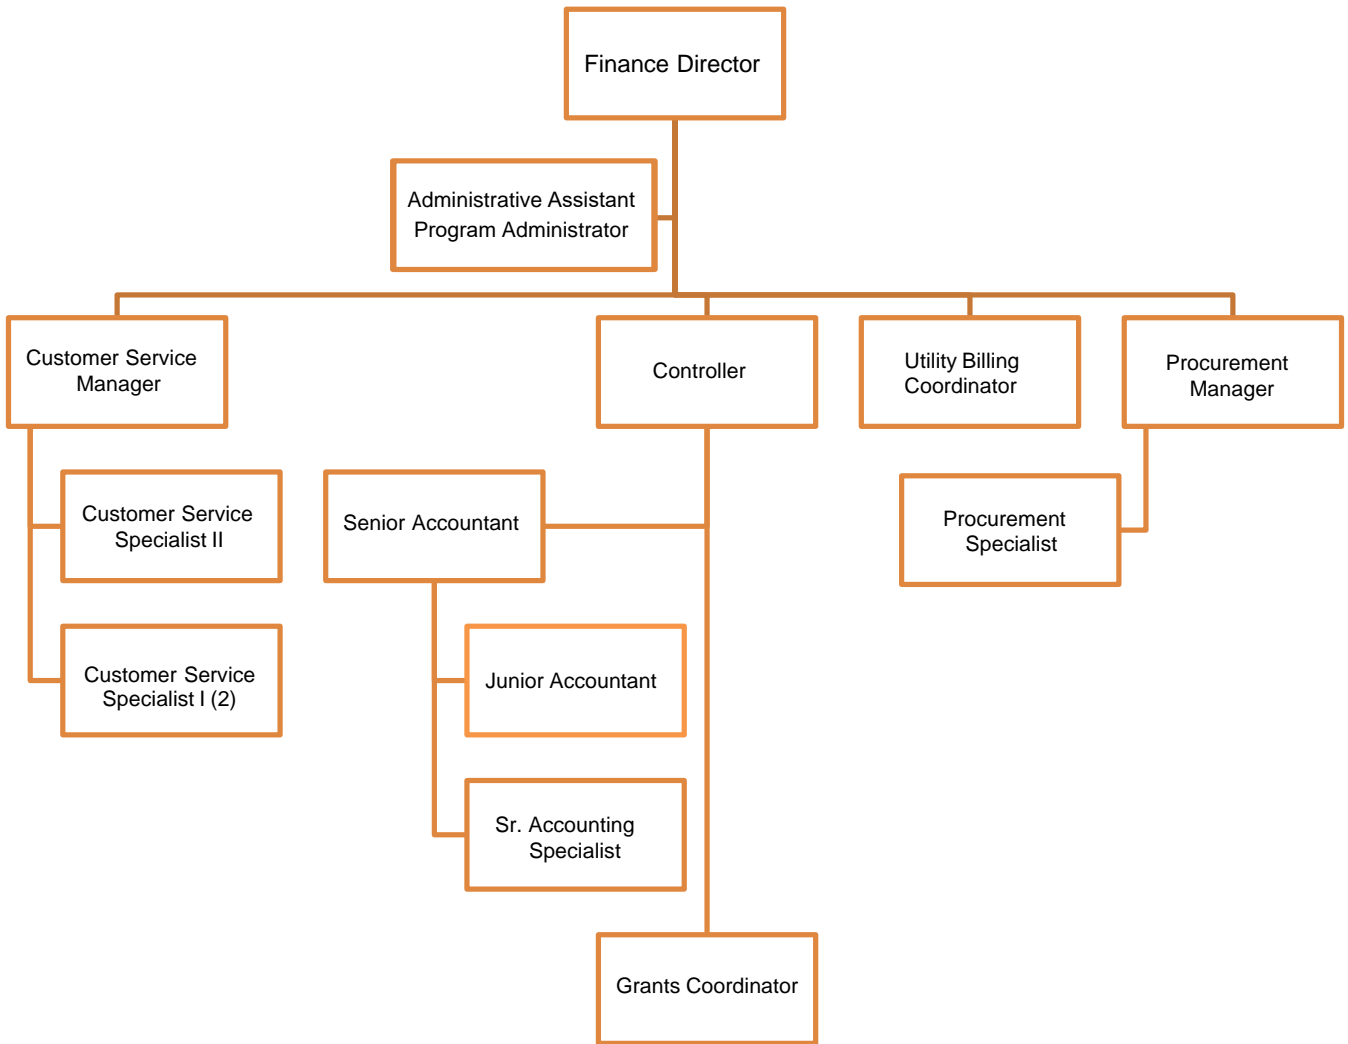 Finance Director
Administrative Assistant
Program Administrator
Customer Service
Manager
Controller
Utility Billing
Coordinator
Procurement
Manager
Customer Service
Specialist II
Senior Accountant
Procurement
Specialist
Customer Service
Specialist I (2)
Junior Accountant
Sr. Accounting
Specialist
Grants Coordinator